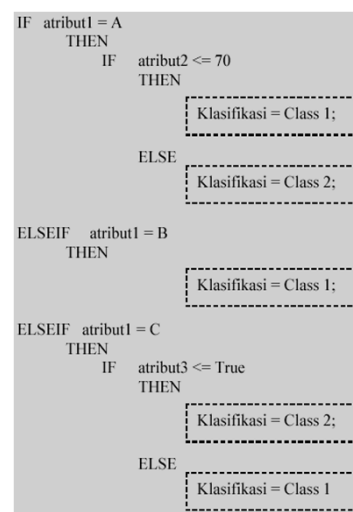 IF atribut1 = A
THEN
IF atribut2 <= 70
THEN
Klasifikasi = Class 1;
ELSE
Klasifikasi = Class 2;
ELSEIF atribut1 = B
THEN
Klasifikasi = Class 1;
ELSEIF atribut1 = C
THEN
IF atribut3 <= True
THEN
Klasifikasi = Class 2;
ELSE
Klasifikasi = Class 1